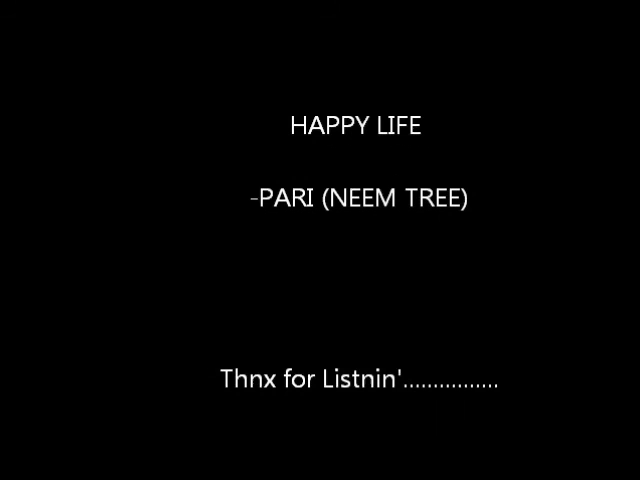 HAPPY LIFE
-PARI (NEEM TREE)
Thnx for Listnin'................